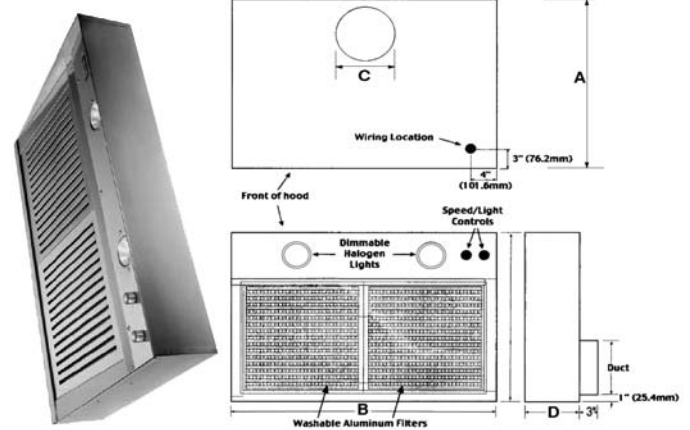 C
A
Wiring Location
3" (76.2mm)
4"
(101.6mm)
Front of hood
Speed/Light
Controls
Dimmable
Halogen
Lights
Duct
1" (25.4mm)
B
D
3"
Washable Aluminum Filters